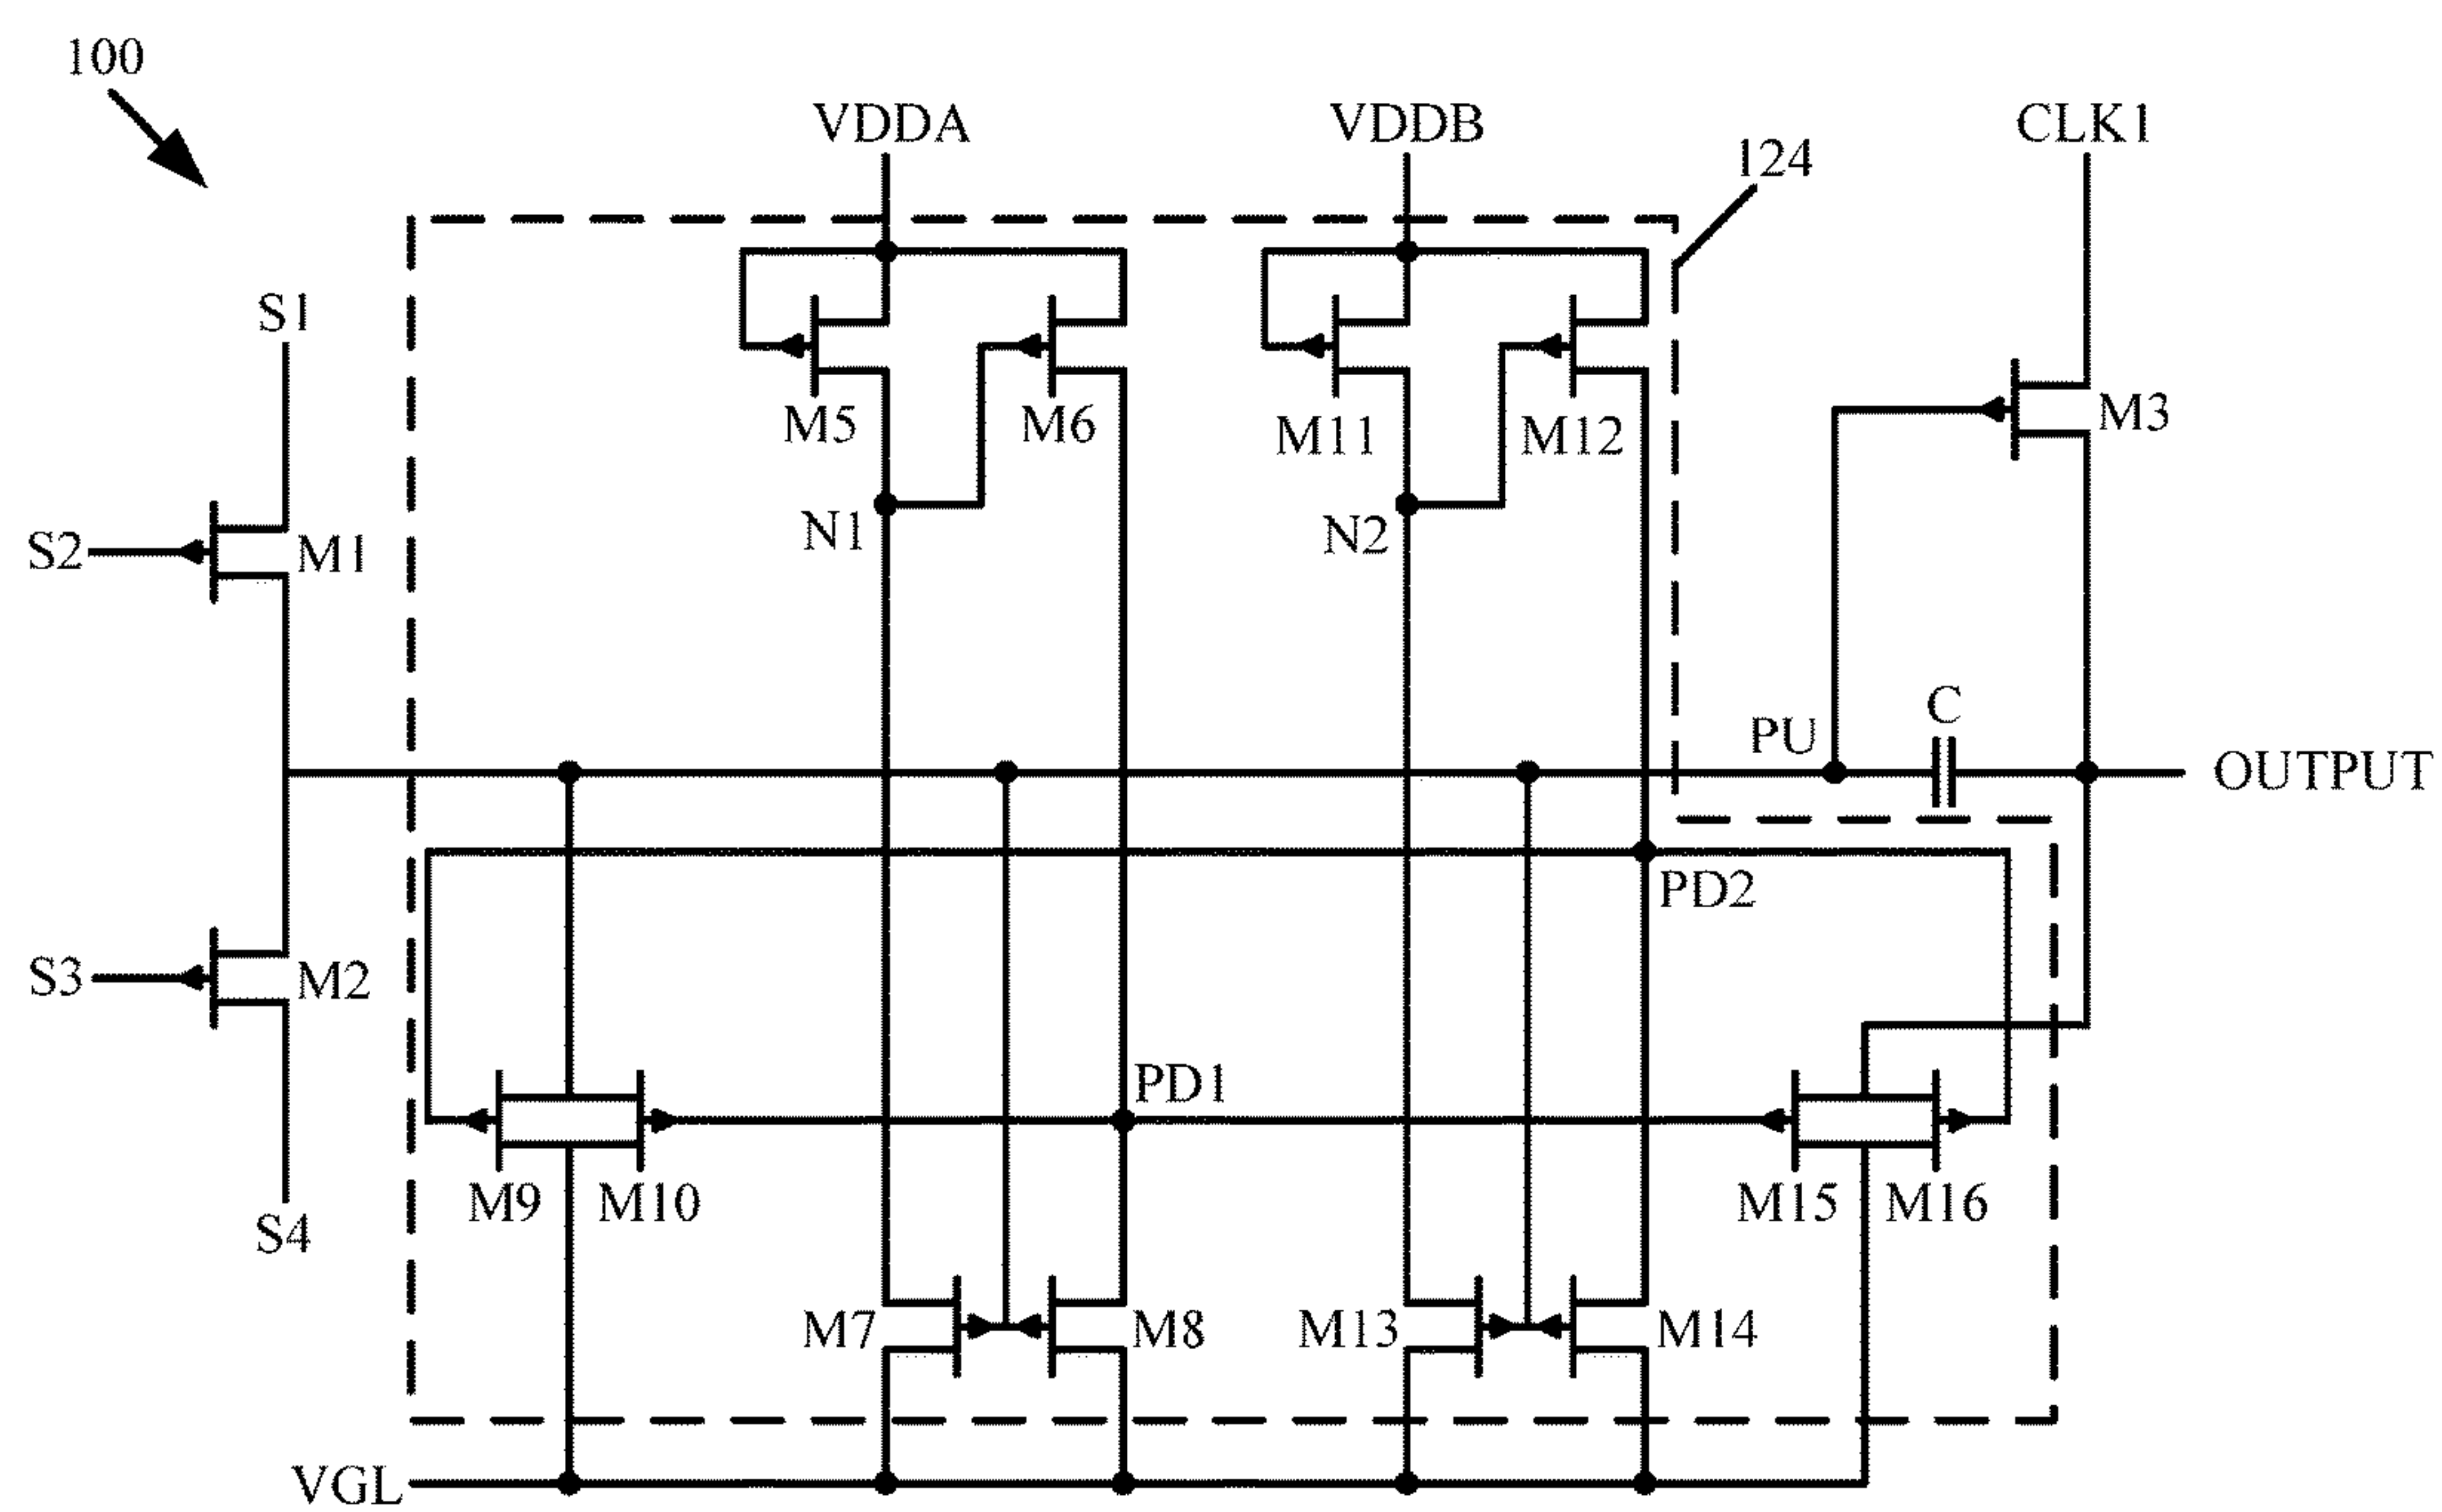 100
VDDA
VDDB
CLK1
124
S1
M5
M6
M11
M12
M3
S2
M1
N1
N2
PU
C
OUTPUT
PD2
S3
M2
PD1
M9
M10
M15
M16
S4
M7
M8
M13
M14
VGL